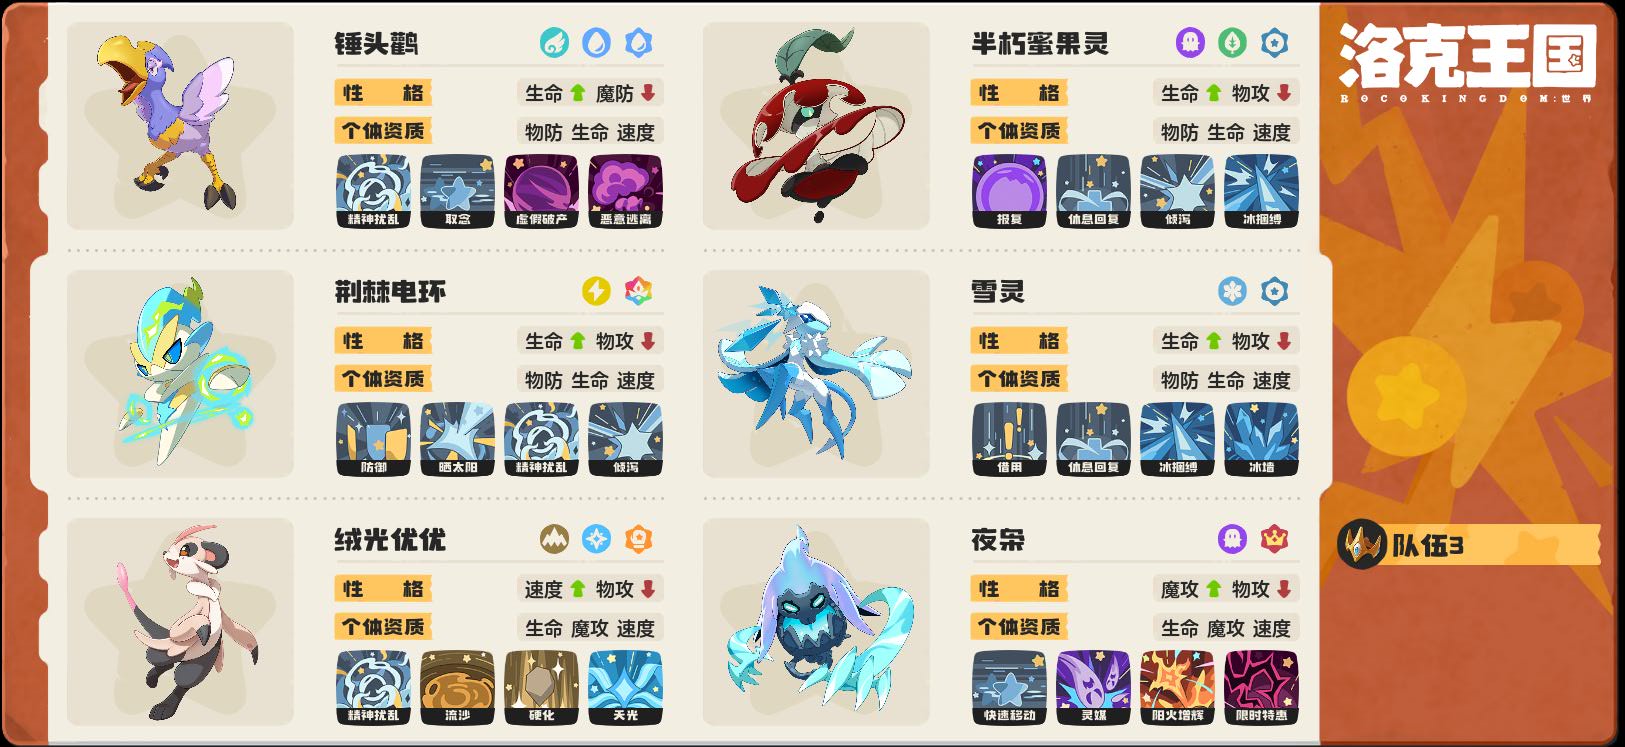 锤头鹳
性 格
生命 魔防
个体资质
物防 生命 速度
精神扰乱 取念 虚假破产 恶意逃离
半朽蜜果灵
性 格
生命 物攻
个体资质
物防 生命 速度
报复 休息回复 倾泻 冰捆缚
荆棘电环
性 格
生命 物攻
个体资质
物防 生命 速度
防御 晒太阳 精神扰乱 倾泻
雪灵
性 格
生命 物攻
个体资质
物防 生命 速度
借用 休息回复 冰捆缚 冰墙
绒光优优
性 格
速度 物攻
个体资质
生命 魔攻 速度
精神扰乱 流沙 硬化 天光
夜枭
性 格
魔攻 物攻
个体资质
生命 魔攻 速度
快速移动 灵媒 阳火增辉 限时特惠
洛克王国
ROCOKINGDOM:世界
队伍3